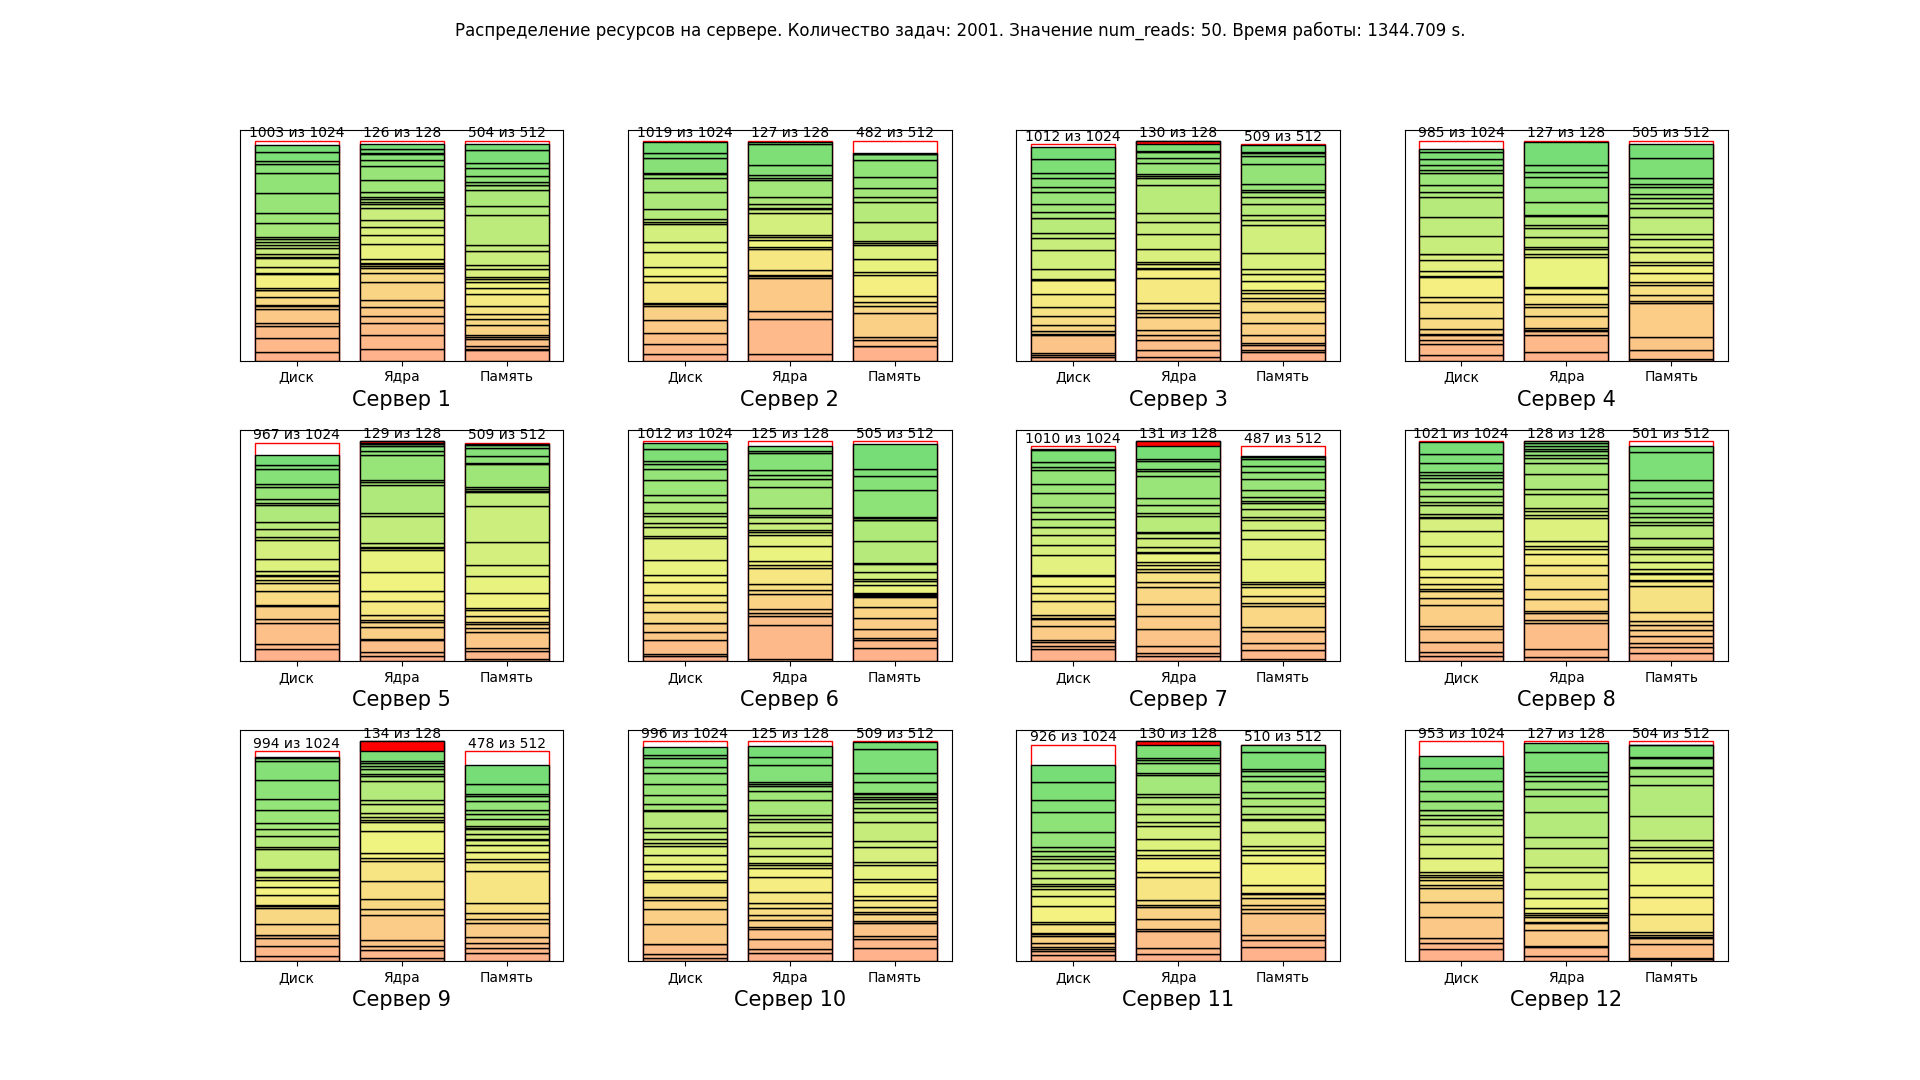 Распределение ресурсов на сервере. Количество задач: 2001. Значение num_reads: 50. Время работы: 1344.709 s.
1003 из 1024 126 из 128 504 из 512
Диск Ядра Память
Сервер 1
1019 из 1024 127 из 128 482 из 512
Диск Ядра Память
Сервер 2
1012 из 1024 130 из 128 509 из 512
Диск Ядра Память
Сервер 3
985 из 1024 127 из 128 505 из 512
Диск Ядра Память
Сервер 4
967 из 1024 129 из 128 509 из 512
Диск Ядра Память
Сервер 5
1012 из 1024 125 из 128 505 из 512
Диск Ядра Память
Сервер 6
1010 из 1024 131 из 128 487 из 512
Диск Ядра Память
Сервер 7
1021 из 1024 128 из 128 501 из 512
Диск Ядра Память
Сервер 8
994 из 1024 134 из 128 478 из 512
Диск Ядра Память
Сервер 9
996 из 1024 125 из 128 509 из 512
Диск Ядра Память
Сервер 10
926 из 1024 130 из 128 510 из 512
Диск Ядра Память
Сервер 11
953 из 1024 127 из 128 504 из 512
Диск Ядра Память
Сервер 12